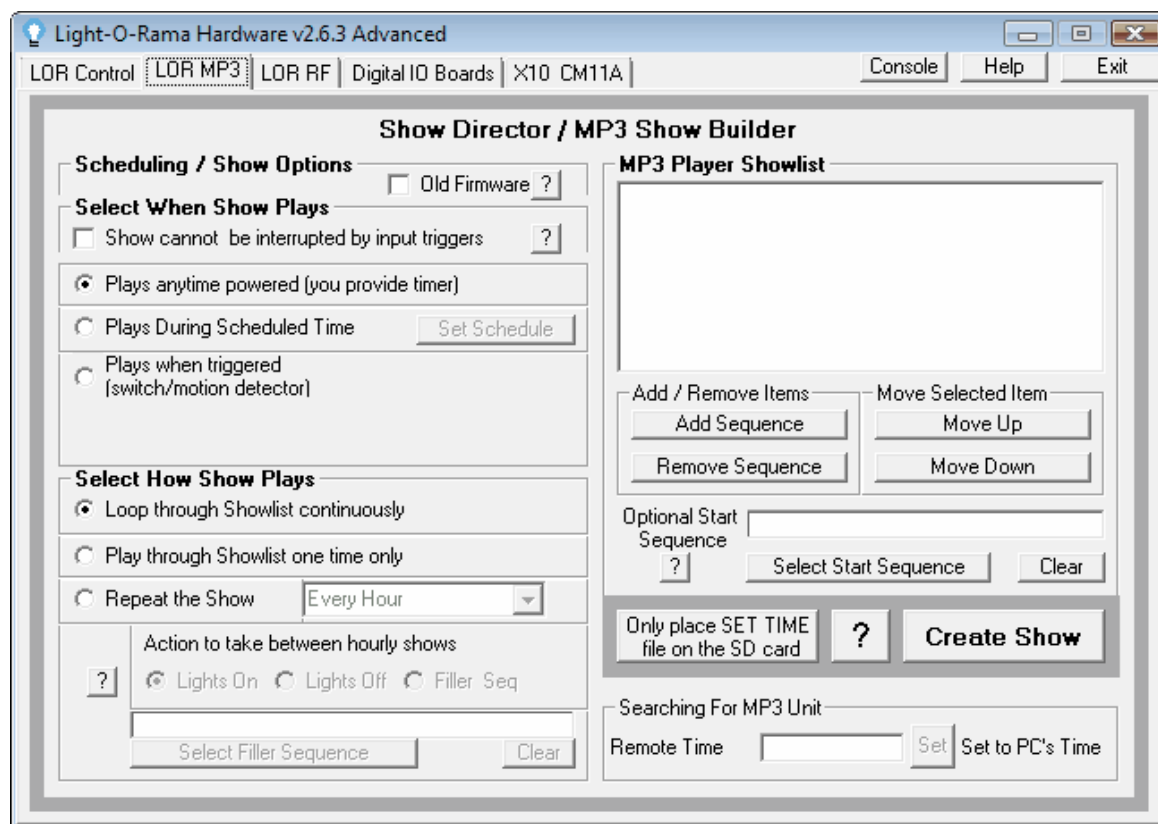 Light-O-Rama Hardware v2.6.3 Advanced
LOR Control LOR MP3 LOR RF Digital IO Boards X10 CM11A Console Help Exit
Show Director / MP3 Show Builder
Scheduling / Show Options
Old Firmware ?
Select When Show Plays
Show cannot be interrupted by input triggers ?
Plays anytime powered (you provide timer)
Plays During Scheduled Time Set Schedule
Plays when triggered
(switch/motion detector)
Select How Show Plays
Loop through Showlist continuously
Play through Showlist one time only
Repeat the Show Every Hour
Action to take between hourly shows
? Lights On Lights Off Filler Seq
Select Filler Sequence Clear
MP3 Player Showlist
Add / Remove Items Move Selected Item
Add Sequence Move Up
Remove Sequence Move Down
Optional Start
Sequence
? Select Start Sequence Clear
Only place SET TIME
file on the SD card
? Create Show
Searching For MP3 Unit
Remote Time Set Set to PC's Time